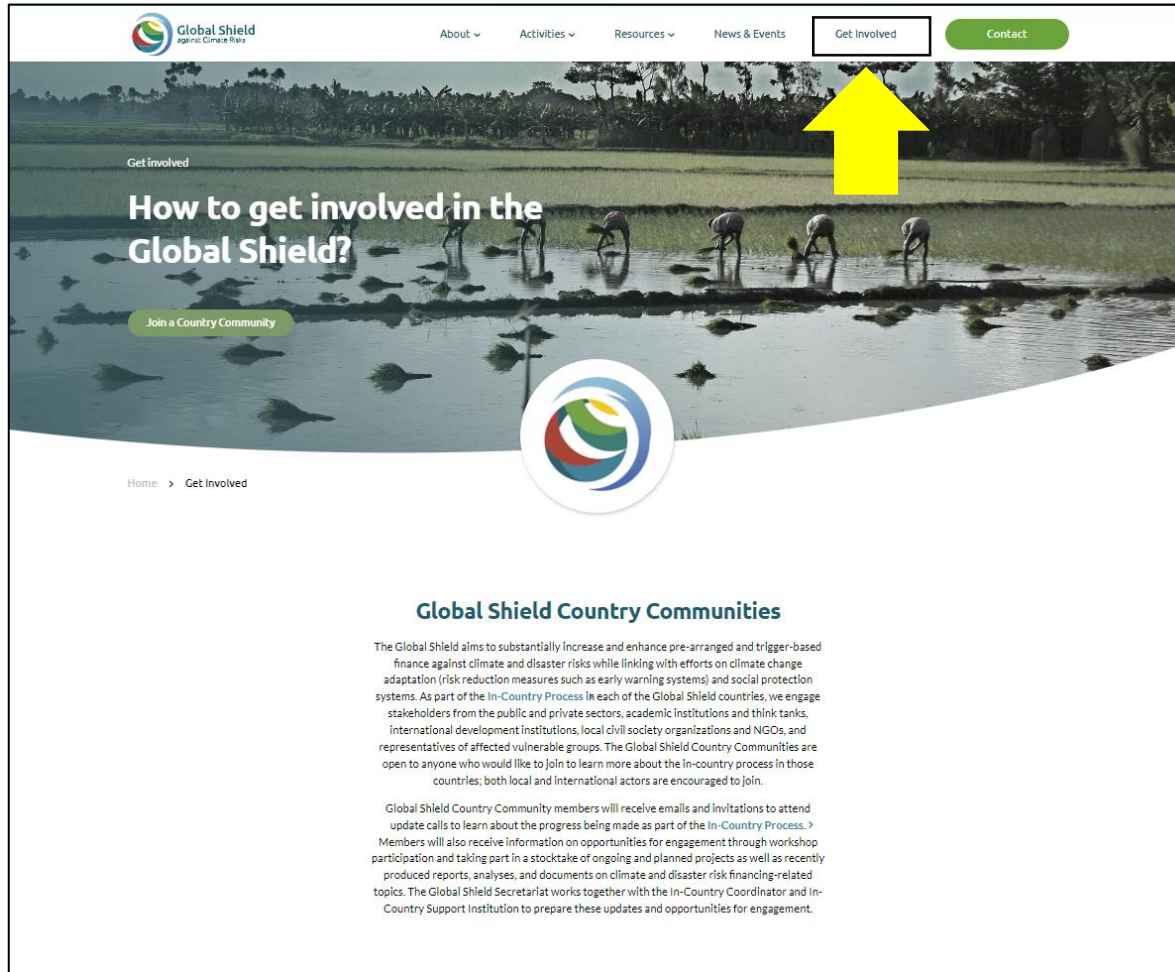 Global Shield
against Climate Risks
About
Activities
Resources
News & Events
Get Involved
Contact
Get involved
How to get involved in the
Global Shield?
Join a Country Community
Home > Get Involved
Global Shield Country Communities
The Global Shield aims to substantially increase and enhance pre-arranged and trigger-based
finance against climate and disaster risks while linking with efforts on climate change
adaptation (risk reduction measures such as early warning systems) and social protection
systems. As part of the In-Country Process in each of the Global Shield countries, we engage
stakeholders from the public and private sectors, academic institutions and think tanks,
international development institutions, local civil society organizations and NGOs, and
representatives of affected vulnerable groups. The Global Shield Country Communities are
open to anyone who would like to join to learn more about the in-country process in those
countries; both local and international actors are encouraged to join.
Global Shield Country Community members will receive emails and invitations to attend
update calls to learn about the progress being made as part of the In-Country Process. >
Members will also receive information on opportunities for engagement through workshop
participation and taking part in a stocktake of ongoing and planned projects as well as recently
produced reports, analyses, and documents on climate and disaster risk financing-related
topics. The Global Shield Secretariat works together with the In-Country Coordinator and In-
Country Support Institution to prepare these updates and opportunities for engagement.